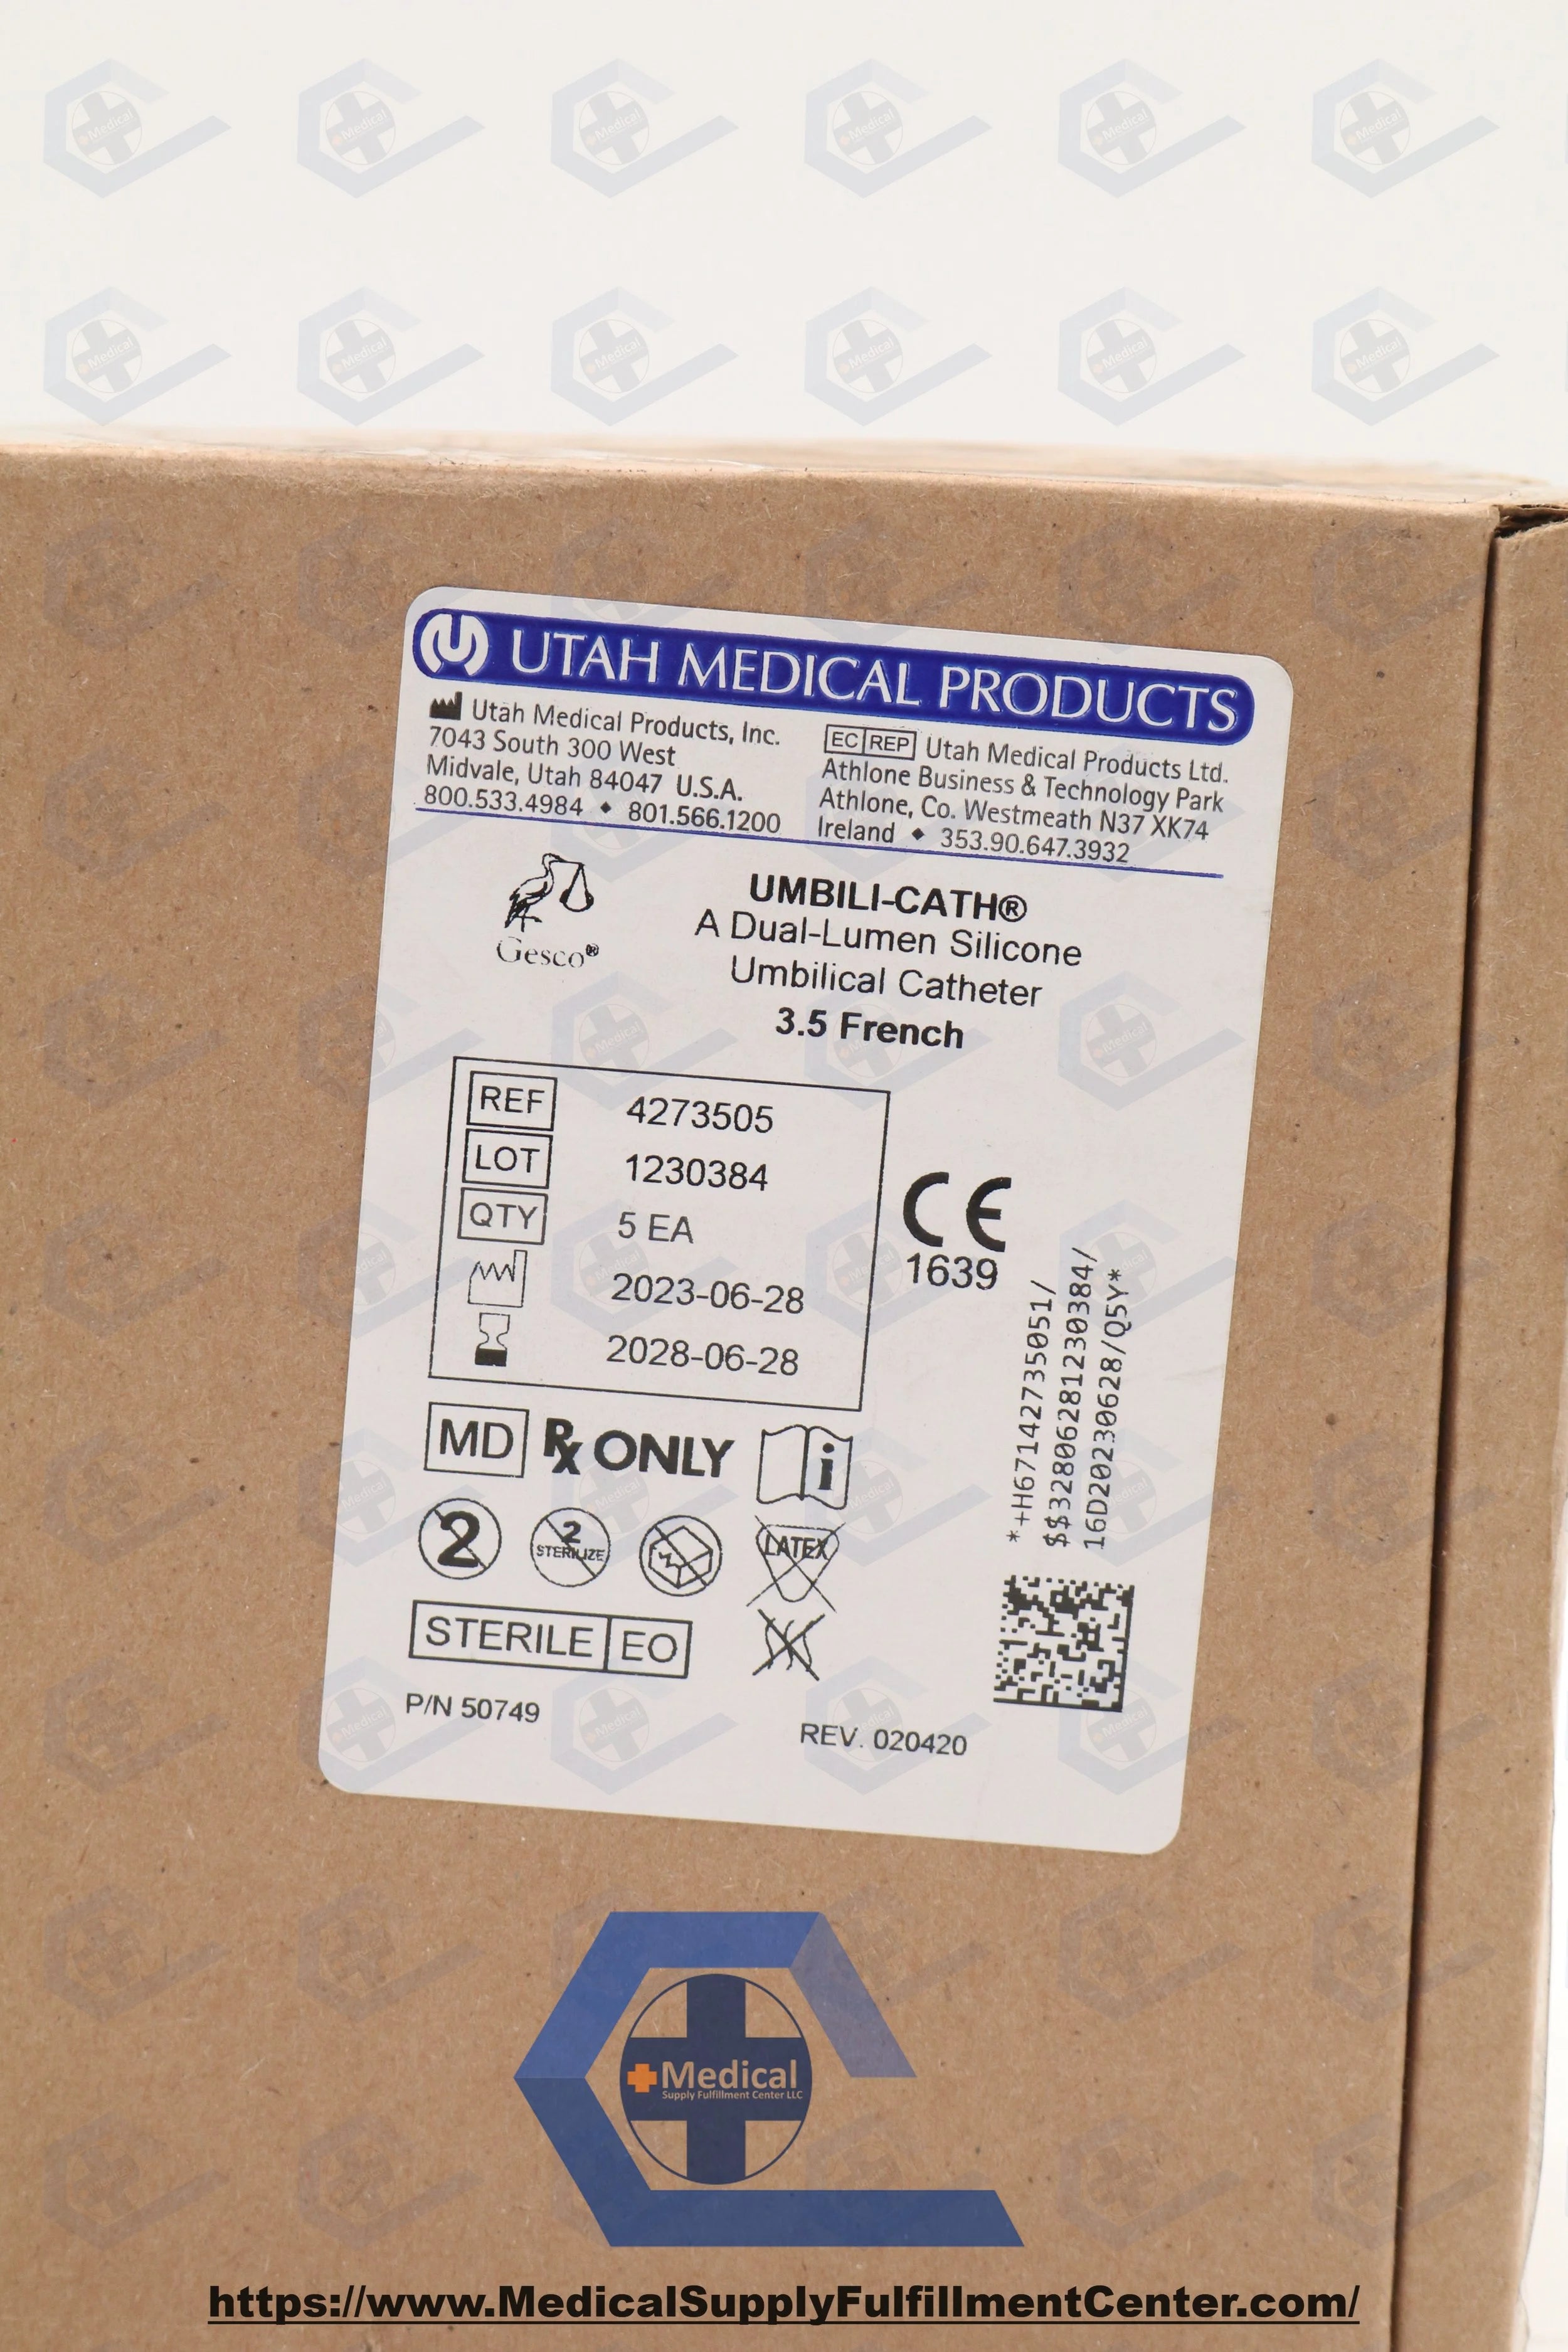 UTAH MEDICAL PRODUCTS
Utah Medical Products, Inc.
7043 South 300 West
Midvale, Utah 84047 U.S.A.
800.533.4984 ◆ 801.566.1200
EC REP Utah Medical Products Ltd.
Athlone Business & Technology Park
Athlone, Co. Westmeath N37 XK74
Ireland ◆ 353.90.647.3932
Gesco®
UMBILI-CATH®
A Dual-Lumen Silicone
Umbilical Catheter
3.5 French
REF 4273505
LOT 1230384
QTY 5 EA
2023-06-28
2028-06-28
CE
1639
MD Rx ONLY i
2
2 STERILIZE
LATEX
STERILE EO
P/N 50749
REV. 020420
*+H67142735051/
$$32806281230384/
16D20230628/Q5Y*
Medical
Supply Fulfillment Center LLC
https://www.MedicalSupplyFulfillmentCenter.com/